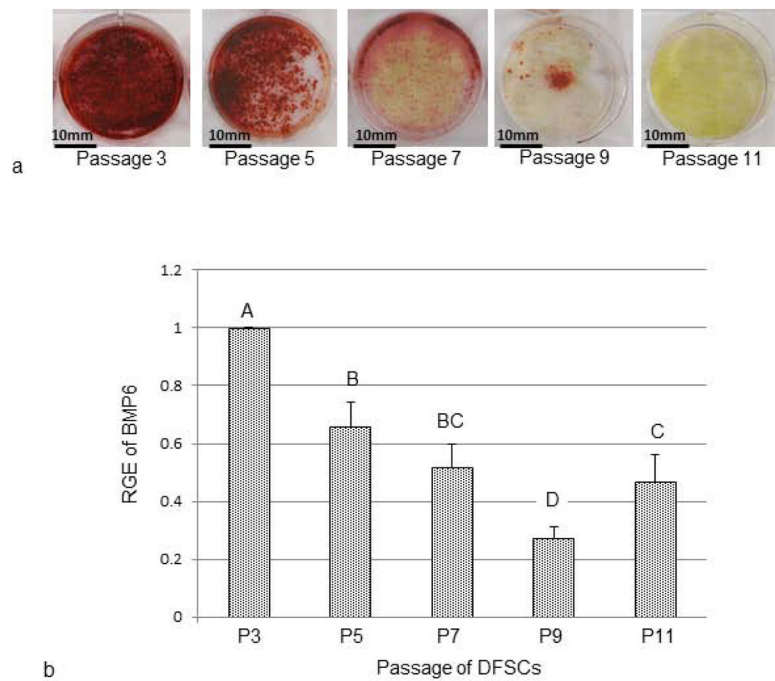 10mm 10mm 10mm 10mm 10mm
a
Passage 3 Passage 5 Passage 7 Passage 9 Passage 11
RGE of BMP6
1.2
1
0.8
0.6
0.4
0.2
0
A
B
BC
D
C
P3 P5 P7 P9 P11
b
Passage of DFSCs